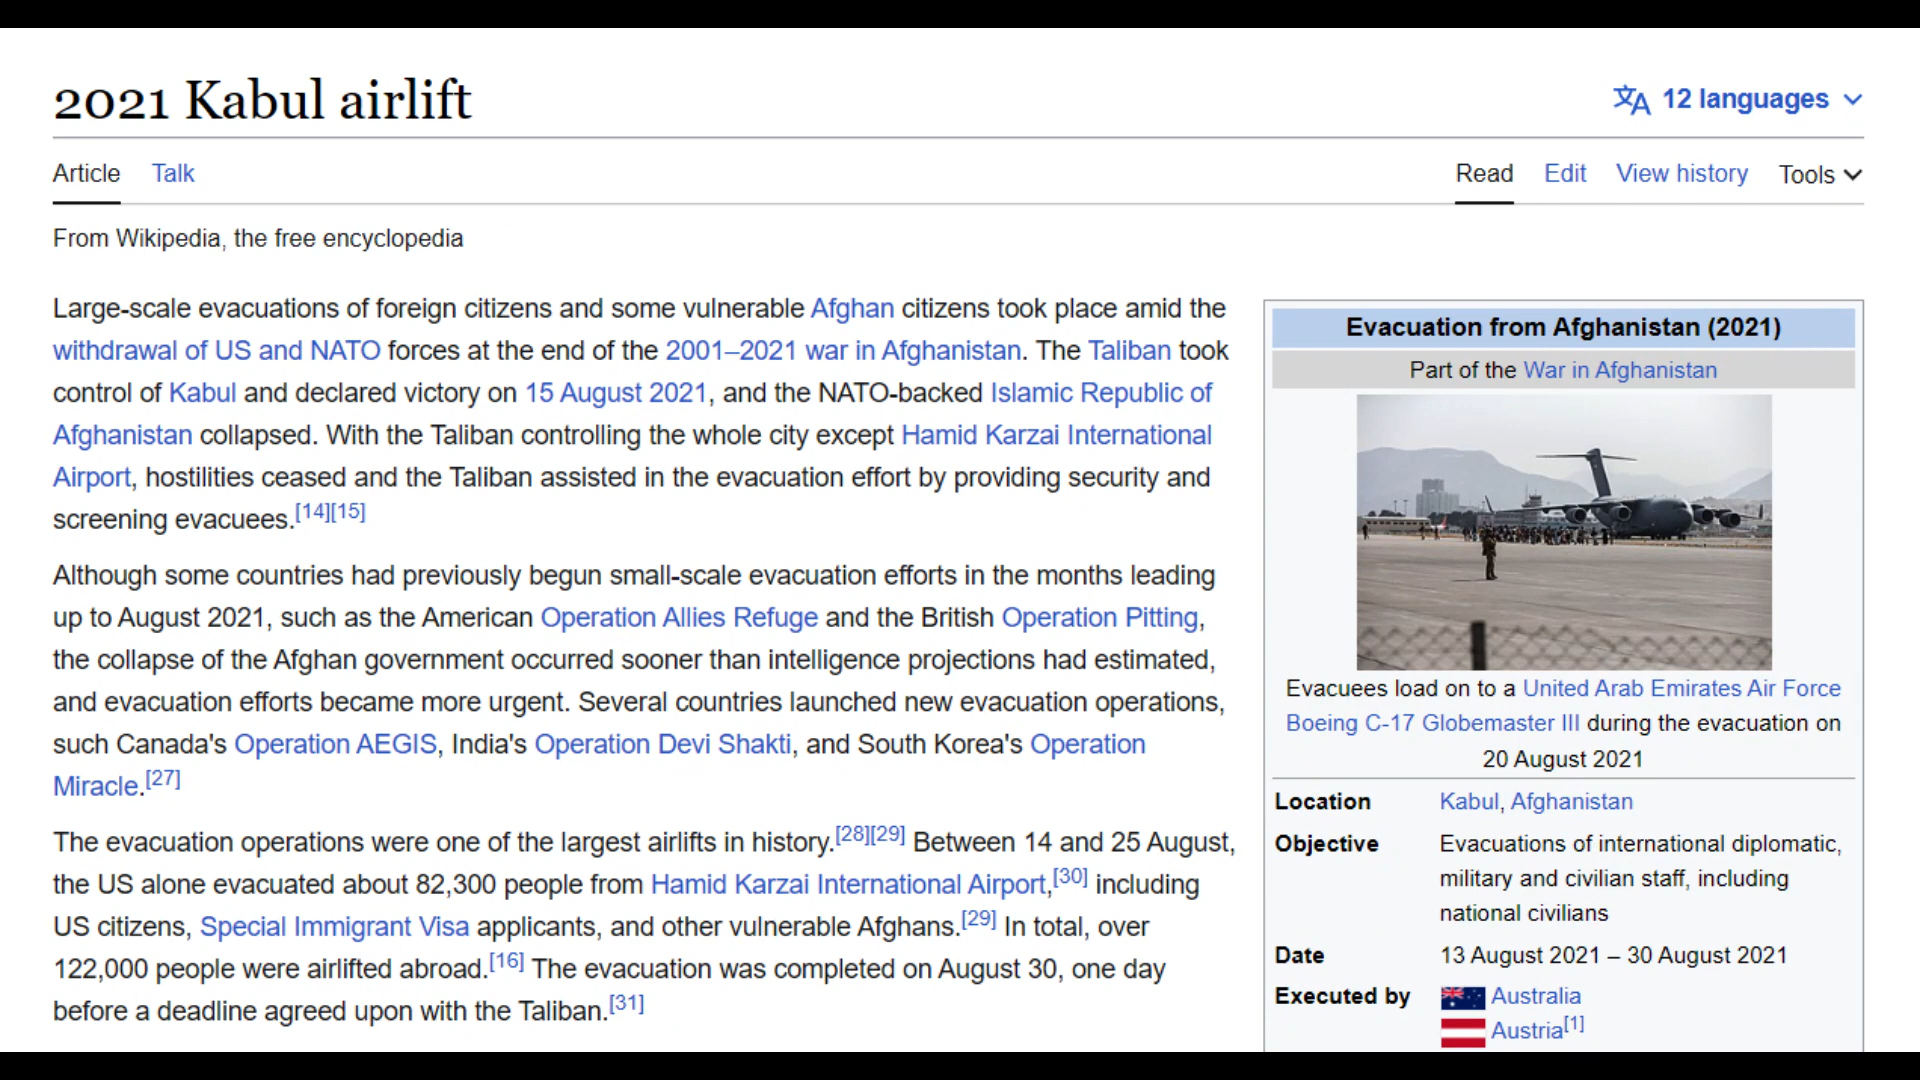 2021 Kabul airlift
12 languages
Article Talk
Read Edit View history Tools
From Wikipedia, the free encyclopedia
Large-scale evacuations of foreign citizens and some vulnerable Afghan citizens took place amid the
withdrawal of US and NATO forces at the end of the 2001–2021 war in Afghanistan. The Taliban took
control of Kabul and declared victory on 15 August 2021, and the NATO-backed Islamic Republic of
Afghanistan collapsed. With the Taliban controlling the whole city except Hamid Karzai International
Airport, hostilities ceased and the Taliban assisted in the evacuation effort by providing security and
screening evacuees.[14][15]
Although some countries had previously begun small-scale evacuation efforts in the months leading
up to August 2021, such as the American Operation Allies Refuge and the British Operation Pitting,
the collapse of the Afghan government occurred sooner than intelligence projections had estimated,
and evacuation efforts became more urgent. Several countries launched new evacuation operations,
such Canada's Operation AEGIS, India's Operation Devi Shakti, and South Korea's Operation
Miracle.[27]
The evacuation operations were one of the largest airlifts in history.[28][29] Between 14 and 25 August,
the US alone evacuated about 82,300 people from Hamid Karzai International Airport,[30] including
US citizens, Special Immigrant Visa applicants, and other vulnerable Afghans.[29] In total, over
122,000 people were airlifted abroad.[16] The evacuation was completed on August 30, one day
before a deadline agreed upon with the Taliban.[31]
Evacuation from Afghanistan (2021)
Part of the War in Afghanistan
Evacuees load on to a United Arab Emirates Air Force
Boeing C-17 Globemaster III during the evacuation on
20 August 2021
Location Kabul, Afghanistan
Objective Evacuations of international diplomatic,
military and civilian staff, including
national civilians
Date 13 August 2021 – 30 August 2021
Executed by Australia
Austria[1]